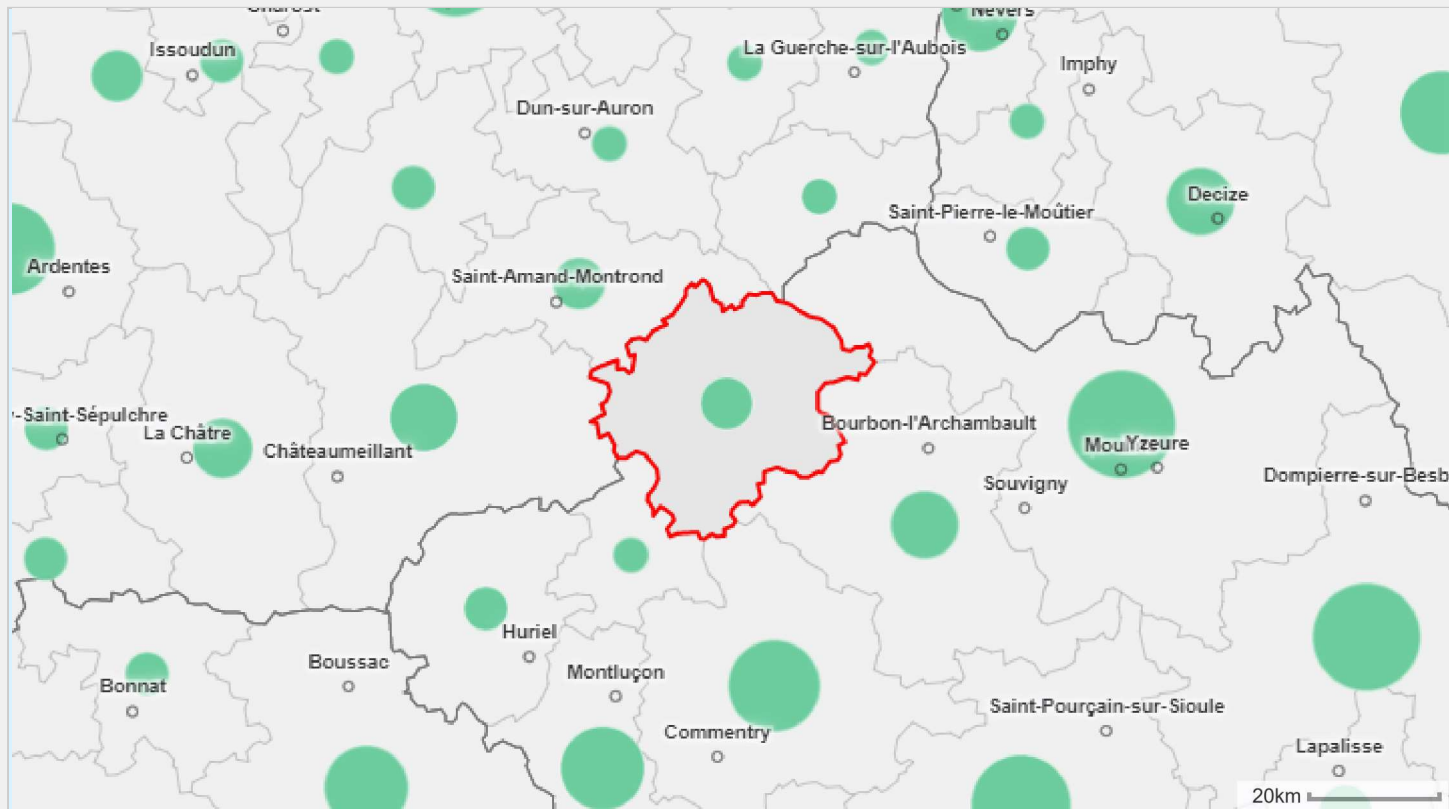 Charost
Nevers
Issoudun
La Guerche-sur-l'Aubois
Imphy
Dun-sur-Auron
Decize
Saint-Pierre-le-Moûtier
Ardentes
Saint-Amand-Montrond
y-Saint-Sépulchre
La Châtre
Châteaumeillant
Bourbon-l'Archambault
Yzeure
Souvigny
Dompierre-sur-Besb
Huriel
Boussac
Montluçon
Bonnat
Saint-Pourçain-sur-Sioule
Commentry
Lapalisse
20km